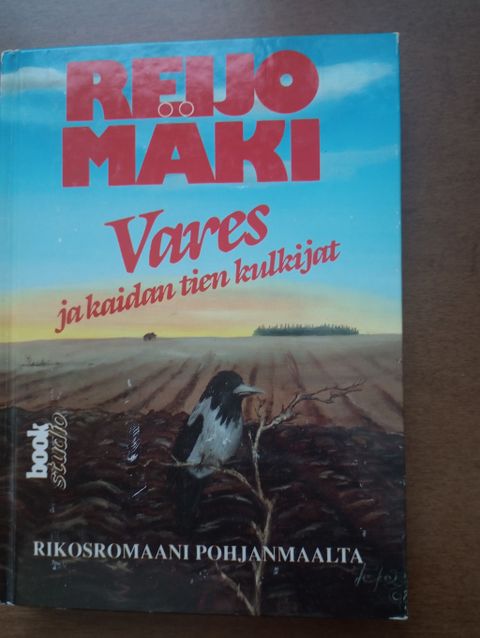 REIJO
MÄKI
Vares
ja kaidan tien kulkijat
book
studio
RIKOSROMAANI POHJANMAALTA